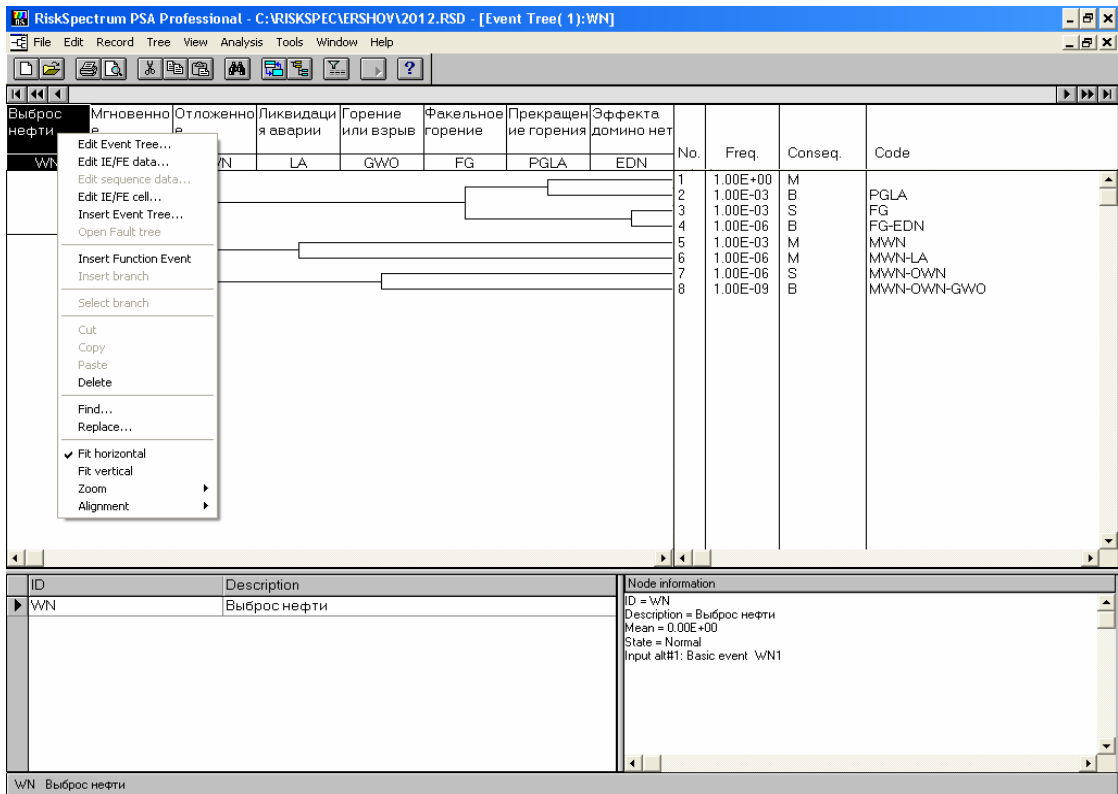 RiskSpectrum PSA Professional - C:\RISKSPEC\ERSHOV\2012.RSD - [Event Tree( 1):WN]
File Edit Record Tree View Analysis Tools Window Help
Выброс нефти
Мгновенно е
Отложенно е
Ликвидаци я аварии
Горение или взрыв
Факельное горение
Прекращен ие горения
Эффекта домино нет
WN
WN
LA
GWO
FG
PGLA
EDN
No. Freq. Conseq. Code
1 1.00E+00 M
2 1.00E-03 B PGLA
3 1.00E-03 S FG
4 1.00E-06 B FG-EDN
5 1.00E-03 M MWN
6 1.00E-06 M MWN-LA
7 1.00E-06 S MWN-OWN
8 1.00E-09 B MWN-OWN-GWO
Edit Event Tree...
Edit IE/FE data...
Edit sequence data...
Edit IE/FE cell...
Insert Event Tree...
Open Fault tree
Insert Function Event
Insert branch
Select branch
Cut
Copy
Paste
Delete
Find...
Replace...
Fit horizontal
Fit vertical
Zoom
Alignment
ID Description
WN Выброс нефти
Node information
ID = WN
Description = Выброс нефти
Mean = 0.00E+00
State = Normal
Input alt#1: Basic event WN1
WN Выброс нефти